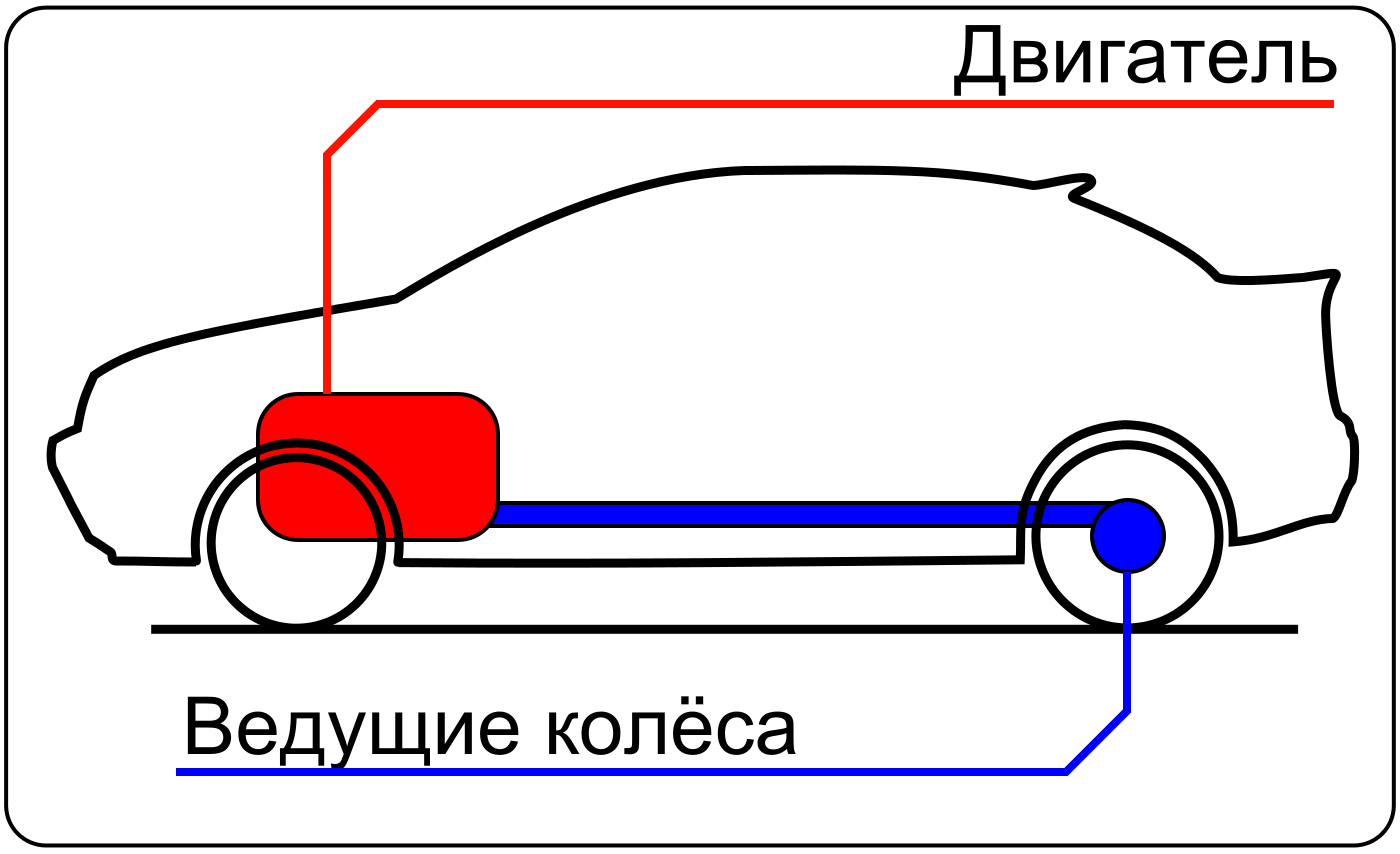 Двигатель
Ведущие колёса